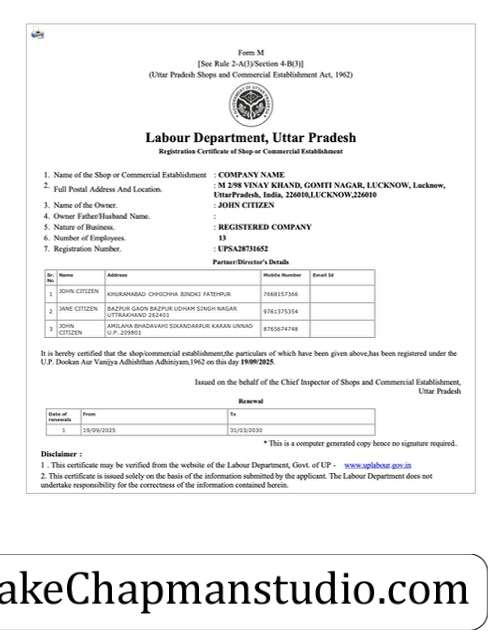 Form M
[See Rule 2-A(3)/Section 4-B(3)]
(Uttar Pradesh Shops and Commercial Establishment Act, 1962)
Labour Department, Uttar Pradesh
Registration Certificate of Shop or Commercial Establishment
1. Name of the Shop or Commercial Establishment : COMPANY NAME
2. Full Postal Address And Location. : M 2/98 VINAY KHAND, GOMTI NAGAR, LUCKNOW, Lucknow,
UttarPradesh, India, 226010,LUCKNOW,226010
3. Name of the Owner. : JOHN CITIZEN
4. Owner Father/Husband Name. :
5. Nature of Business. : REGISTERED COMPANY
6. Number of Employees. 13
7. Registration Number. : UPSA28731652
Partner/Director's Details
Sr. No Name Address Mobile Number Email Id
1 JOHN CITIZEN KHURAMABAD CHHICHHA BINDKI FATEHPUR 7668157366
2 JANE CITIZEN BAZPUR GAON BAZPUR UDHAM SINGH NAGAR
UTTRAKHAND 262401 9761375354
3 JOHN CITIZEN AMILAHA BHADAVAHI SIKANDARPUR KARAN UNNAO
U.P.,209801 8765674748
It is hereby certified that the shop/commercial establishment,the particulars of which have been given above,has been registered under the
U.P. Dookan Aur Vanijya Adhishthan Adhiniyam,1962 on this day 19/09/2025.
Issued on the behalf of the Chief Inspector of Shops and Commercial Establishment,
Uttar Pradesh
Renewal
Date of renewals From To
1 19/09/2025 31/03/2030
* This is a computer generated copy hence no signature required..
Disclaimer :
1 . This certificate may be verified from the website of the Labour Department, Govt. of UP - www.uplabour.gov.in
2. This certificate is issued solely on the basis of the information submitted by the applicant. The Labour Department does not
undertake responsibility for the correctness of the information contained herein.
akeChapmanstudio.com